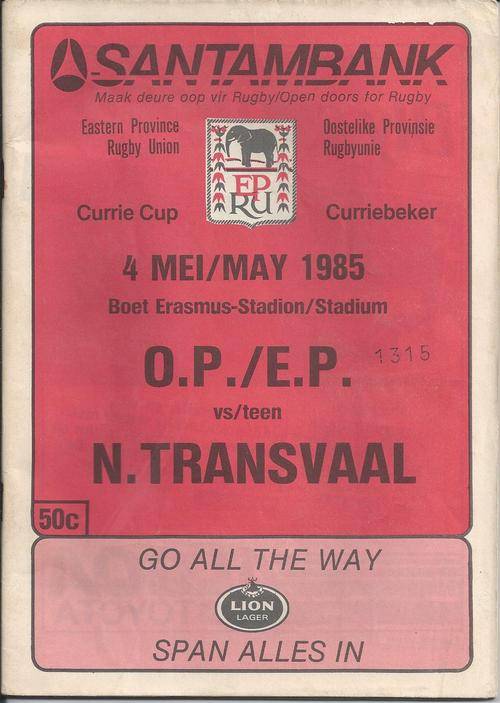 SANTAMBANK
Maak deure oop vir Rugby/Open doors for Rugby
Eastern Province
Rugby Union
Oostelike Provinsie
Rugbyunie
EP
RU
Currie Cup
Curriebeker
4 MEI/MAY 1985
Boet Erasmus-Stadion/Stadium
O.P./E.P.
1315
vs/teen
N.TRANSVAAL
50c
GO ALL THE WAY
LION
LAGER
SPAN ALLES IN